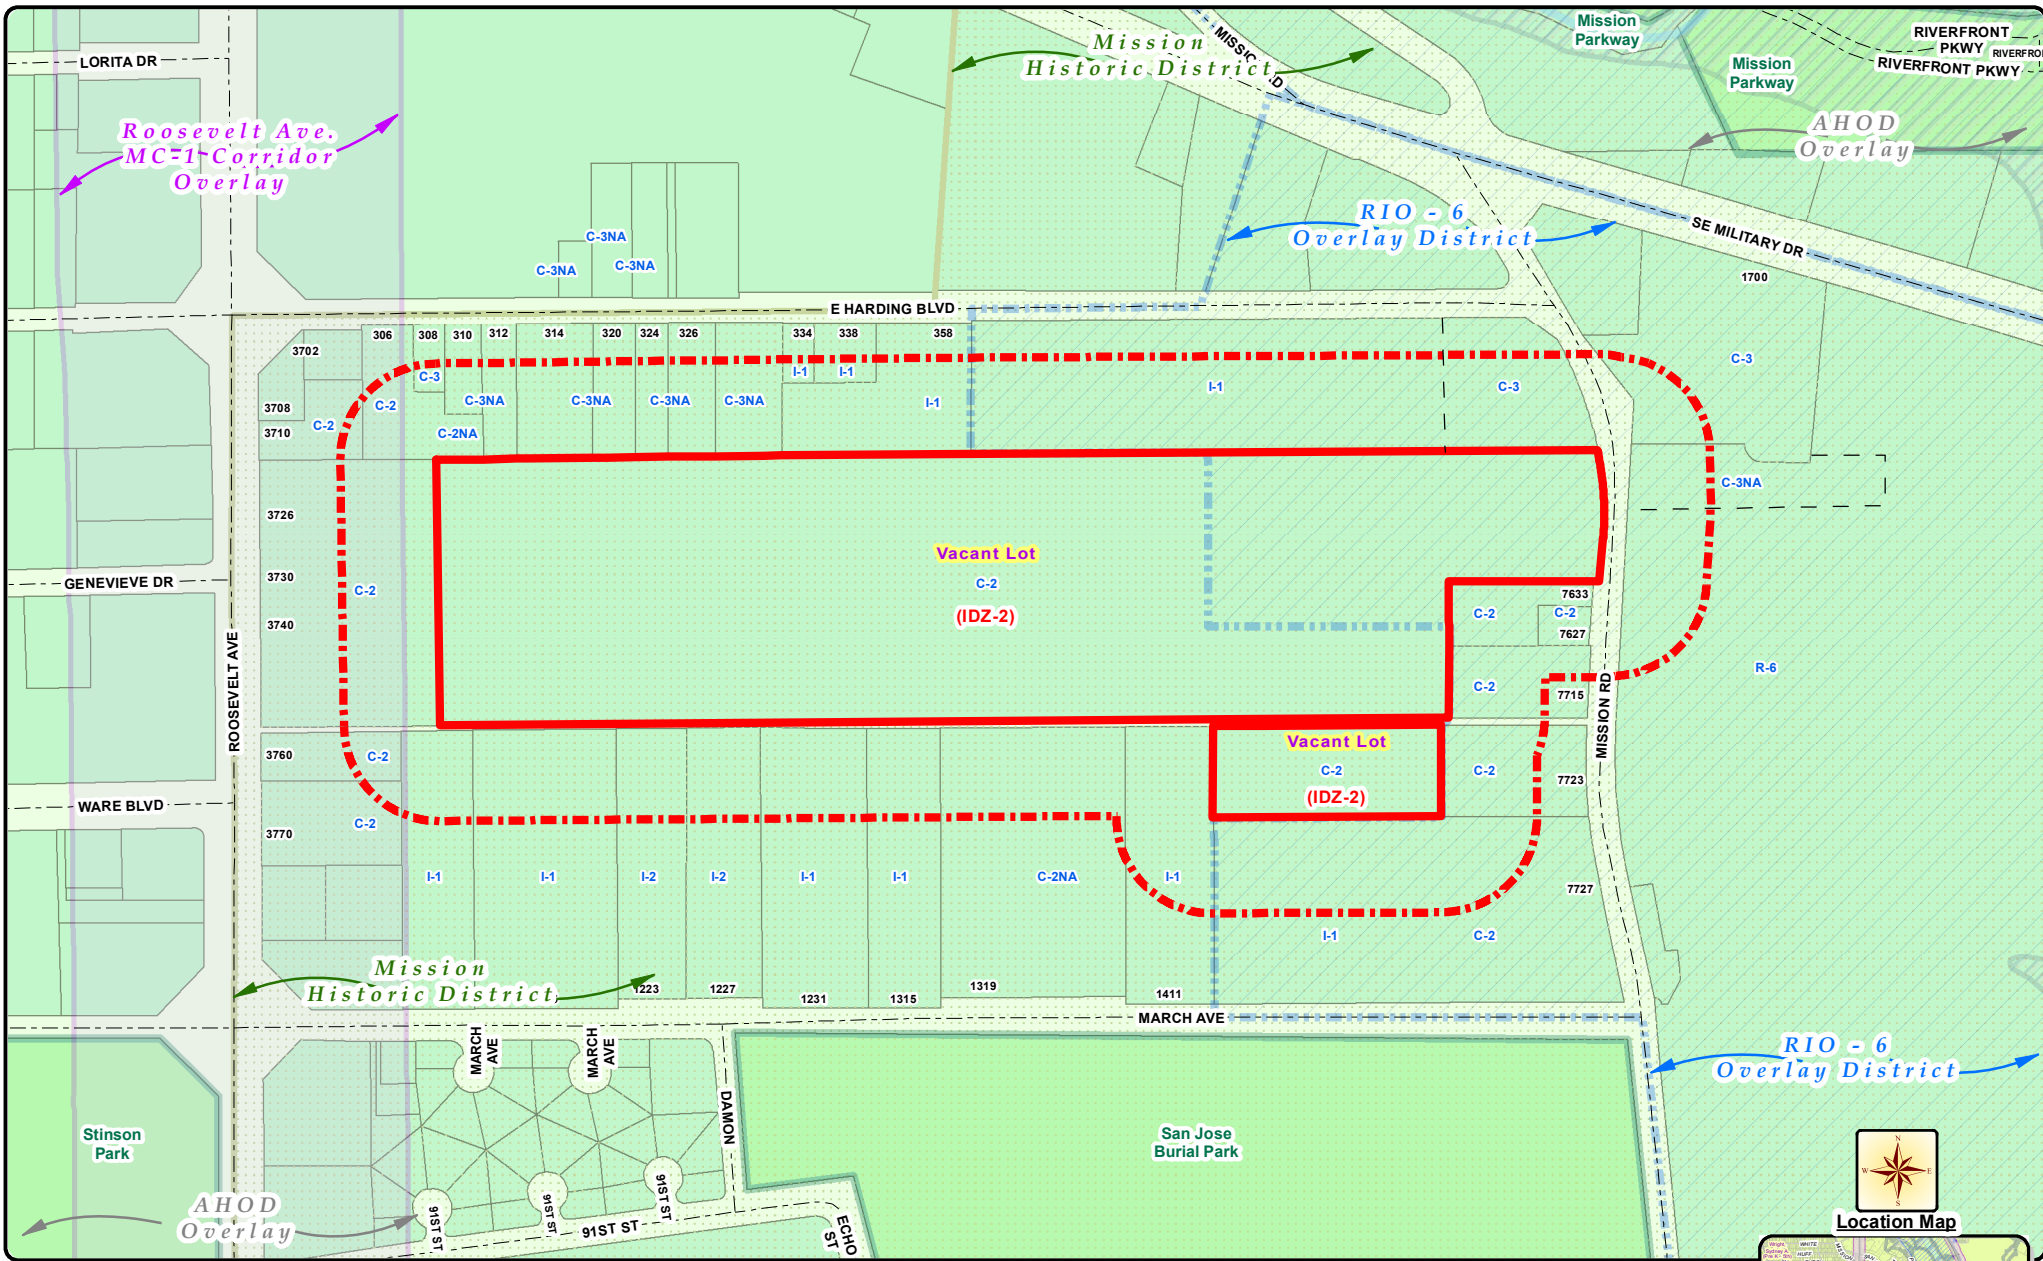 LORITA DR
Roosevelt Ave.
MC-1 Corridor
Overlay
Mission
Historic District
MISSION RD
Mission
Parkway
Mission
Parkway
RIVERFRONT
PKWY
RIVERFRONT PKWY
AHOD
Overlay
RIO - 6
Overlay District
SE MILITARY DR
1700
C-3NA
C-3NA
C-3NA
E HARDING BLVD
306
308
310
312
314
320
324
326
334
338
358
3702
3708
3710
C-3
C-2
C-2
C-3NA
C-3NA
C-3NA
C-3NA
C-2NA
I-1
I-1
I-1
I-1
C-3
C-3
C-3NA
3726
3730
3740
C-2
GENEVIEVE DR
ROOSEVELT AVE
Vacant Lot
C-2
(IDZ-2)
7633
C-2
C-2
7627
C-2
7715
R-6
MISSION RD
3760
C-2
WARE BLVD
3770
C-2
Vacant Lot
C-2
(IDZ-2)
C-2
7723
I-1
I-1
I-2
I-2
I-1
I-1
C-2NA
I-1
I-1
C-2
7727
Mission
Historic District
1223
1227
1231
1315
1319
1411
MARCH AVE
MARCH
AVE
MARCH
AVE
DAMON
RIO - 6
Overlay District
Stinson
Park
San Jose
Burial Park
AHOD
Overlay
91ST ST
91ST ST
91ST ST
91ST ST
ECHO
ST
N
W
E
S
Location Map